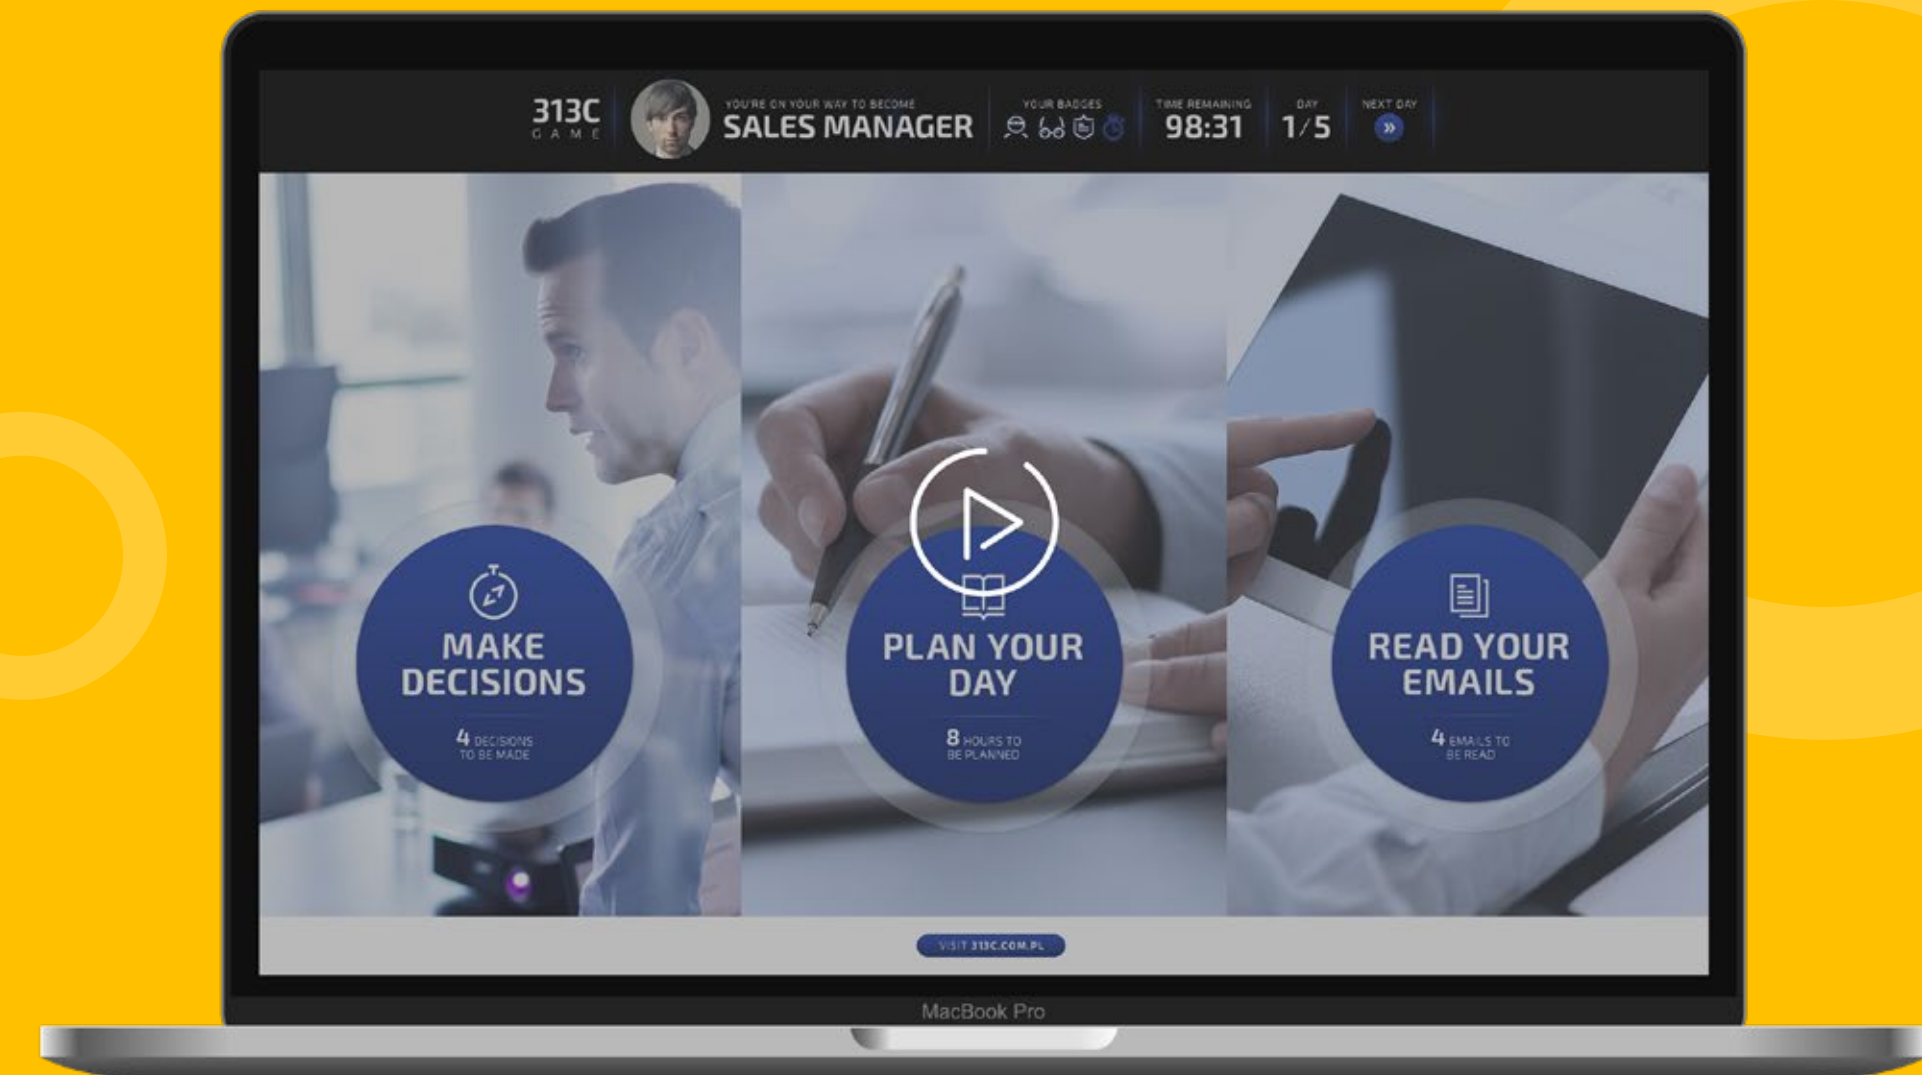 313C
GAME
YOU'RE ON YOUR WAY TO BECOME
SALES MANAGER
YOUR BADGES
TIME REMAINING
98:31
DAY
1/5
NEXT DAY
MAKE
DECISIONS
4 DECISIONS
TO BE MADE
PLAN YOUR
DAY
8 HOURS TO
BE PLANNED
READ YOUR
EMAILS
4 EMAILS TO
BE READ
VISIT 313C.COM.PL
MacBook Pro